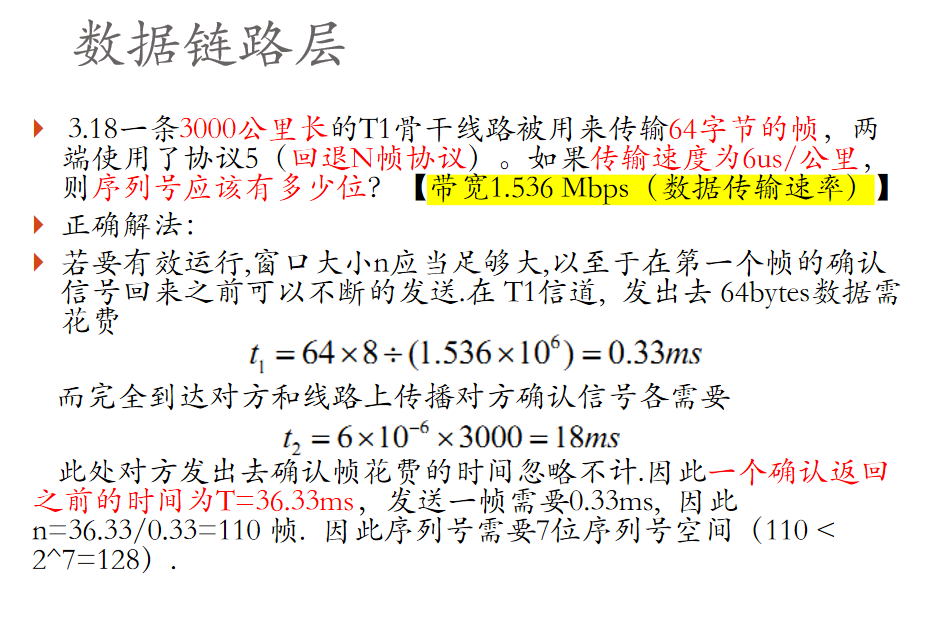 数据链路层
3.18一条3000公里长的T1骨干线路被用来传输64字节的帧，两
端使用了协议5（回退N帧协议）。如果传输速度为6us/公里，
则序列号应该有多少位？【带宽1.536 Mbps（数据传输速率）】
正确解法：
若要有效运行,窗口大小n应当足够大,以至于在第一个帧的确认
信号回来之前可以不断的发送.在 T1信道，发出去 64bytes数据需
花费
t₁ = 64×8÷(1.536×10⁶) = 0.33ms
而完全到达对方和线路上传播对方确认信号各需要
t₂ = 6×10⁻⁶×3000 = 18ms
此处对方发出去确认帧花费的时间忽略不计.因此一个确认返回
之前的时间为T=36.33ms，发送一帧需要0.33ms, 因此
n=36.33/0.33=110 帧. 因此序列号需要7位序列号空间（110 <
2^7=128）.